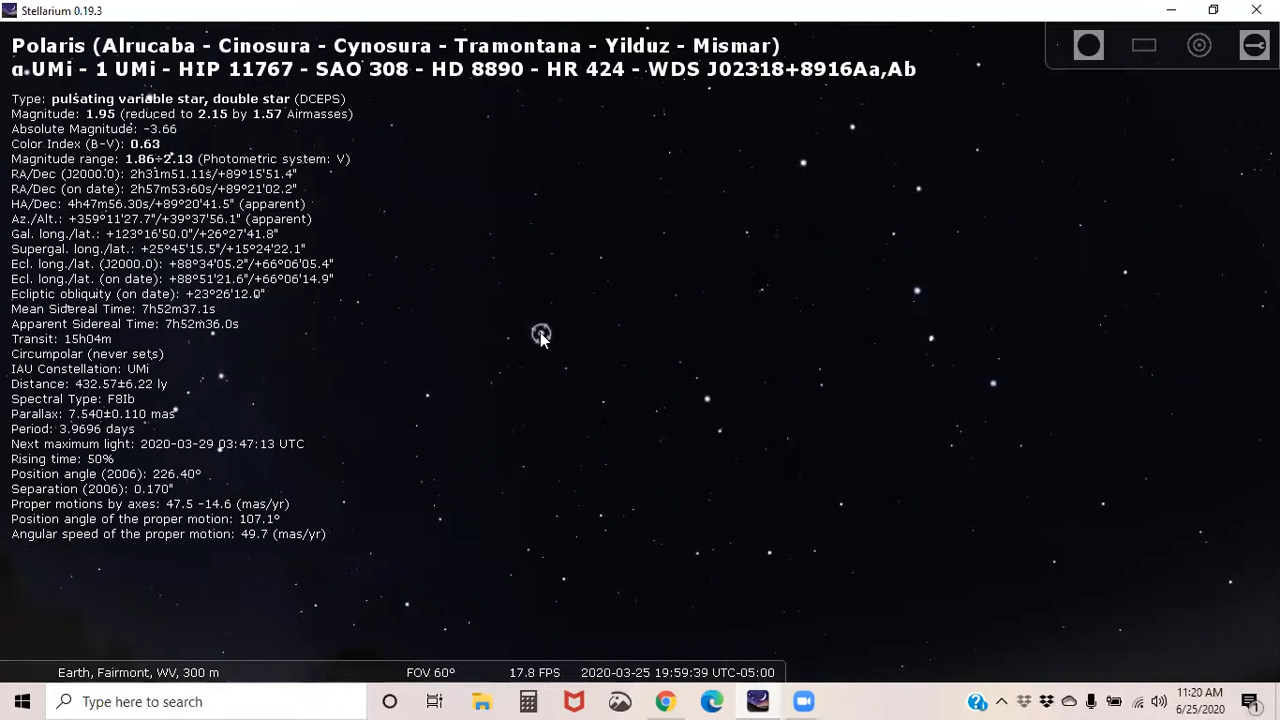 Stellarium 0.19.3
Polaris (Alrucaba - Cinosura - Cynosura - Tramontana - Yilduz - Mismar)
α UMi - 1 UMi - HIP 11767 - SAO 308 - HD 8890 - HR 424 - WDS J02318+8916Aa,Ab
Type: pulsating variable star, double star (DCEPS)
Magnitude: 1.95 (reduced to 2.15 by 1.57 Airmasses)
Absolute Magnitude: -3.66
Color Index (B-V): 0.63
Magnitude range: 1.86÷2.13 (Photometric system: V)
RA/Dec (J2000.0): 2h31m51.11s/+89°15'51.4"
RA/Dec (on date): 2h57m53.60s/+89°21'02.2"
HA/Dec: 4h47m56.30s/+89°20'41.5" (apparent)
Az./Alt.: +359°11'27.7"/+39°37'56.1" (apparent)
Gal. long./lat.: +123°16'50.0"/+26°27'41.8"
Supergal. long./lat.: +25°45'15.5"/+15°24'22.1"
Ecl. long./lat. (J2000.0): +88°34'05.2"/+66°06'05.4"
Ecl. long./lat. (on date): +88°51'21.6"/+66°06'14.9"
Ecliptic obliquity (on date): +23°26'12.0"
Mean Sidereal Time: 7h52m37.1s
Apparent Sidereal Time: 7h52m36.0s
Transit: 15h04m
Circumpolar (never sets)
IAU Constellation: UMi
Distance: 432.57±6.22 ly
Spectral Type: F8Ib
Parallax: 7.540±0.110 mas
Period: 3.9696 days
Next maximum light: 2020-03-29 03:47:13 UTC
Rising time: 50%
Position angle (2006): 226.40°
Separation (2006): 0.170"
Proper motions by axes: 47.5 -14.6 (mas/yr)
Position angle of the proper motion: 107.1°
Angular speed of the proper motion: 49.7 (mas/yr)
Earth, Fairmont, WV, 300 m FOV 60° 17.8 FPS 2020-03-25 19:59:39 UTC-05:00
Type here to search
11:20 AM
6/25/2020